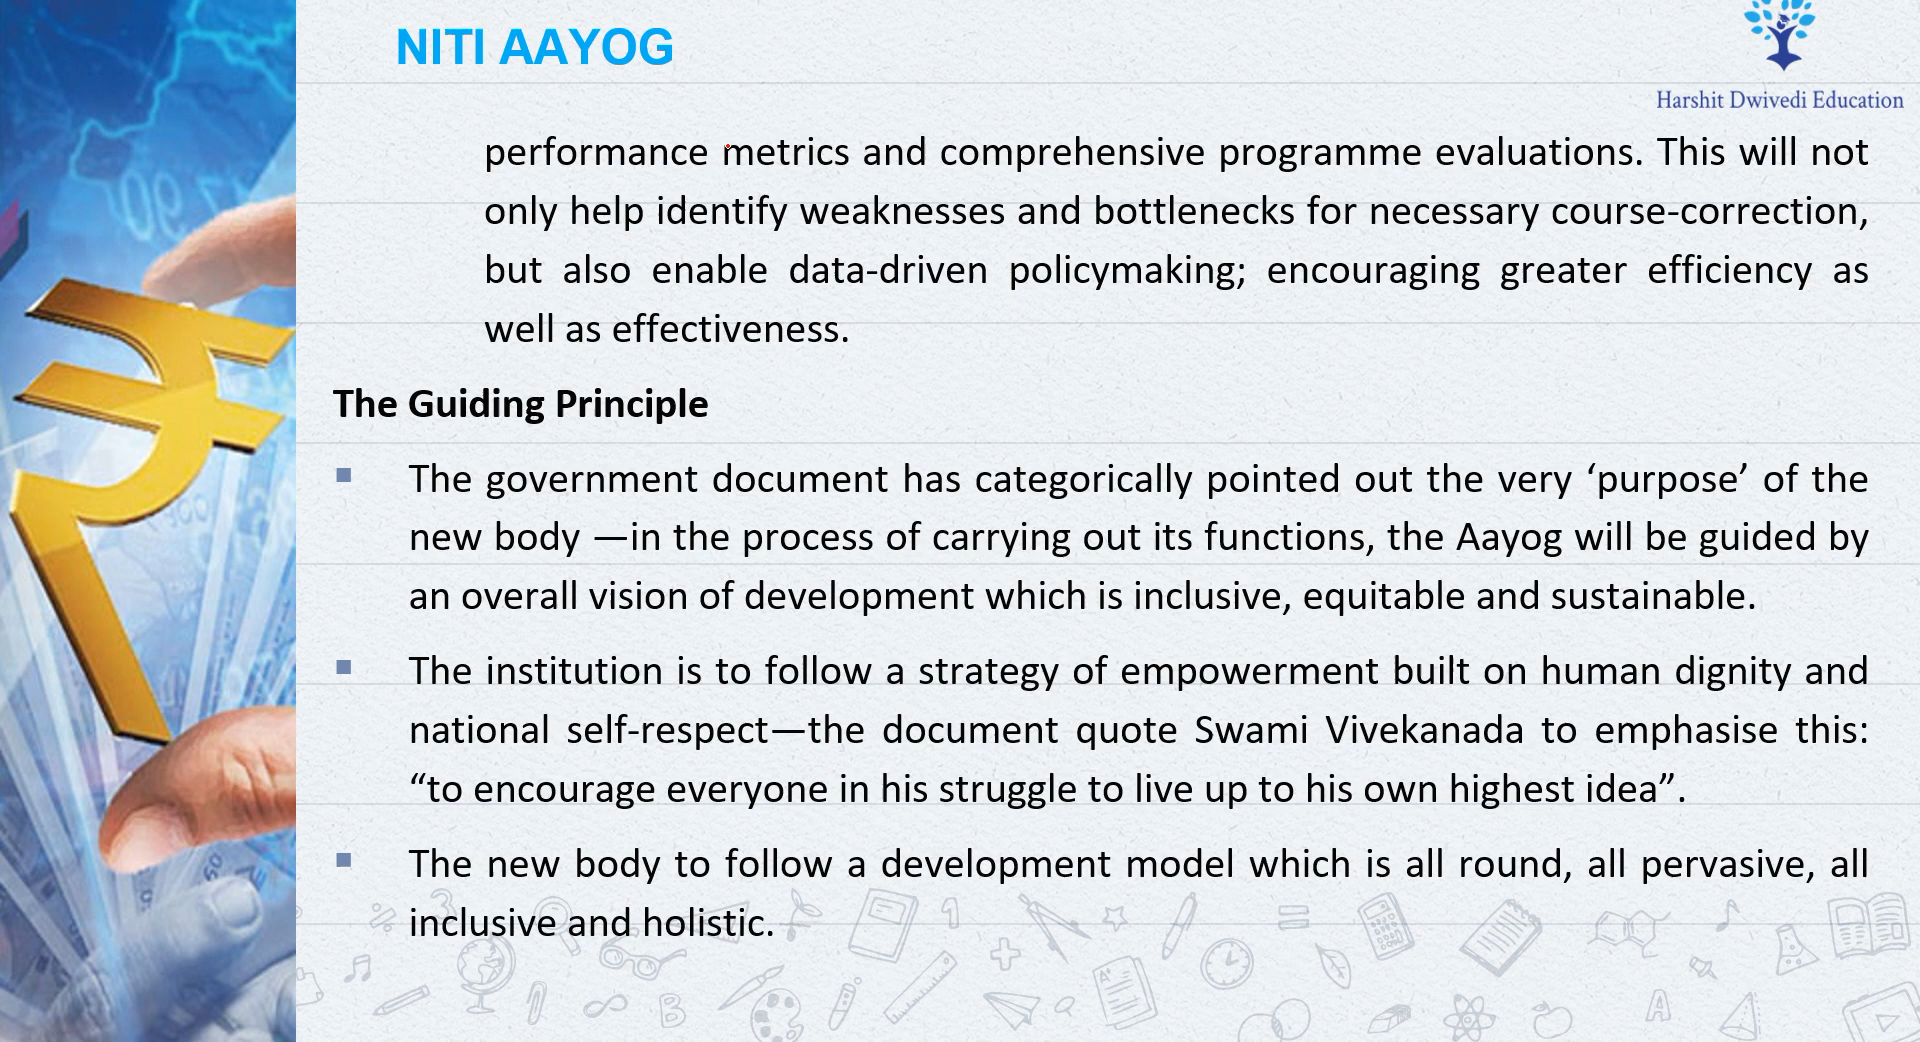 NITI AAYOG
Harshit Dwivedi Education
performance metrics and comprehensive programme evaluations. This will not
only help identify weaknesses and bottlenecks for necessary course-correction,
but also enable data-driven policymaking; encouraging greater efficiency as
well as effectiveness.
The Guiding Principle
▪ The government document has categorically pointed out the very ‘purpose’ of the
new body —in the process of carrying out its functions, the Aayog will be guided by
an overall vision of development which is inclusive, equitable and sustainable.
▪ The institution is to follow a strategy of empowerment built on human dignity and
national self-respect—the document quote Swami Vivekanada to emphasise this:
“to encourage everyone in his struggle to live up to his own highest idea”.
▪ The new body to follow a development model which is all round, all pervasive, all
inclusive and holistic.